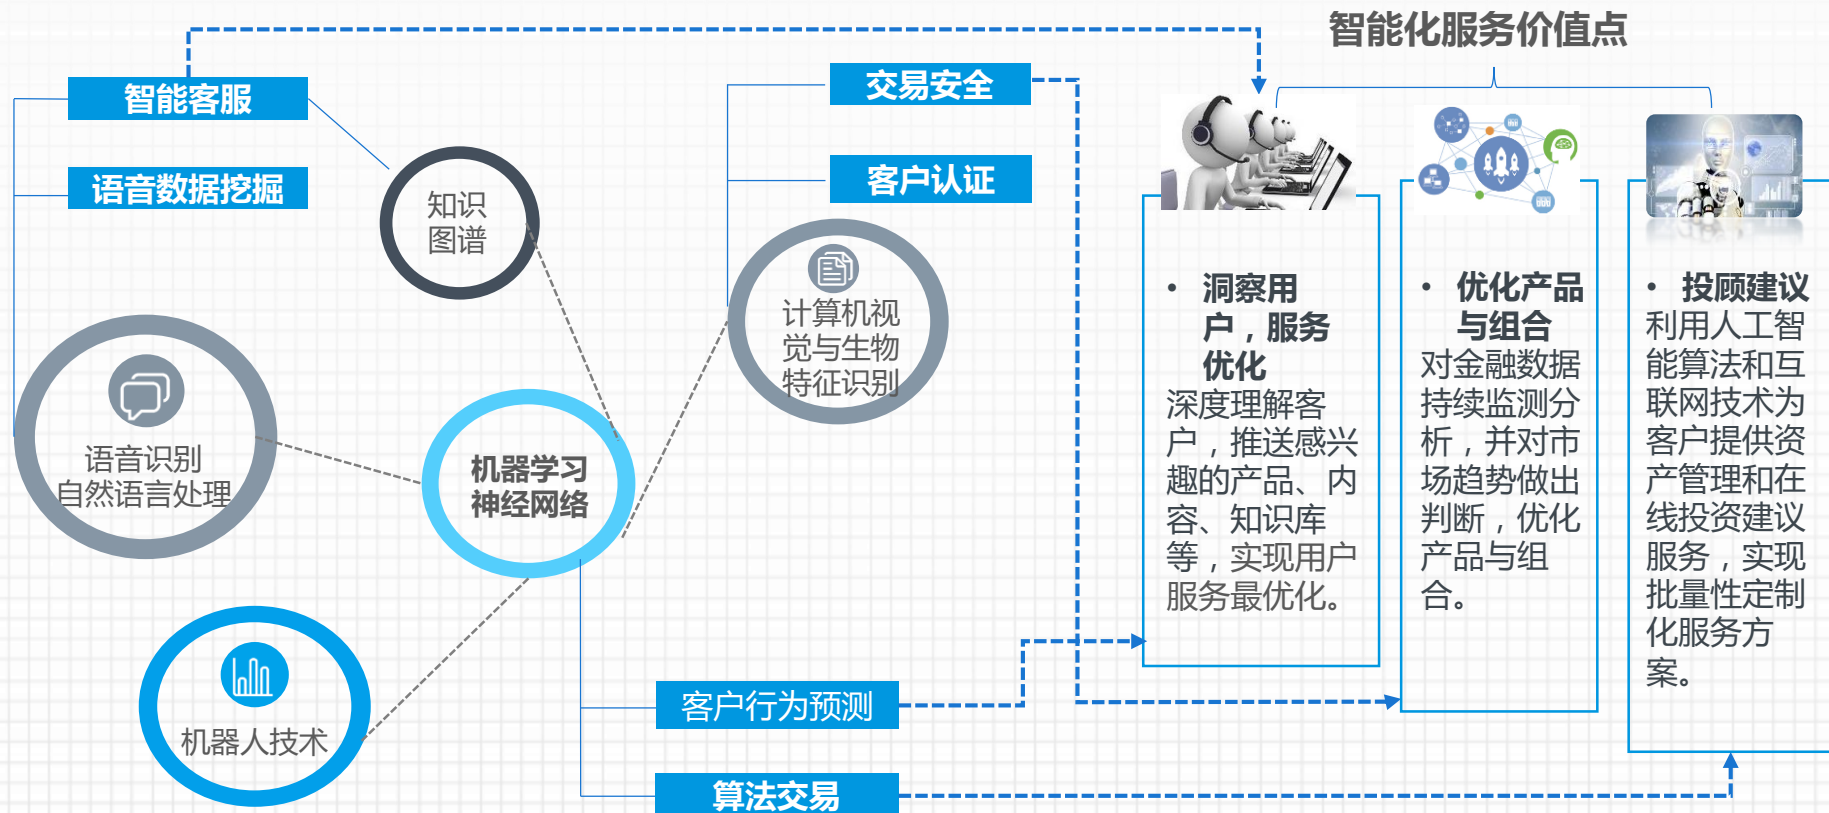 智能化服务价值点
智能客服
语音数据挖掘
知识
图谱
交易安全
客户认证
计算机视
觉与生物
特征识别
语音识别
自然语言处理
机器学习
神经网络
机器人技术
客户行为预测
算法交易
• 洞察用
户，服务
优化
深度理解客
户，推送感兴
趣的产品、内
容、知识库
等，实现用户
服务最优化。
• 优化产品
与组合
对金融数据
持续监测分
析，并对市
场趋势做出
判断，优化
产品与组
合。
• 投顾建议
利用人工智
能算法和互
联网技术为
客户提供资
产管理和在
线投资建议
服务，实现
批量性定制
化服务方
案。